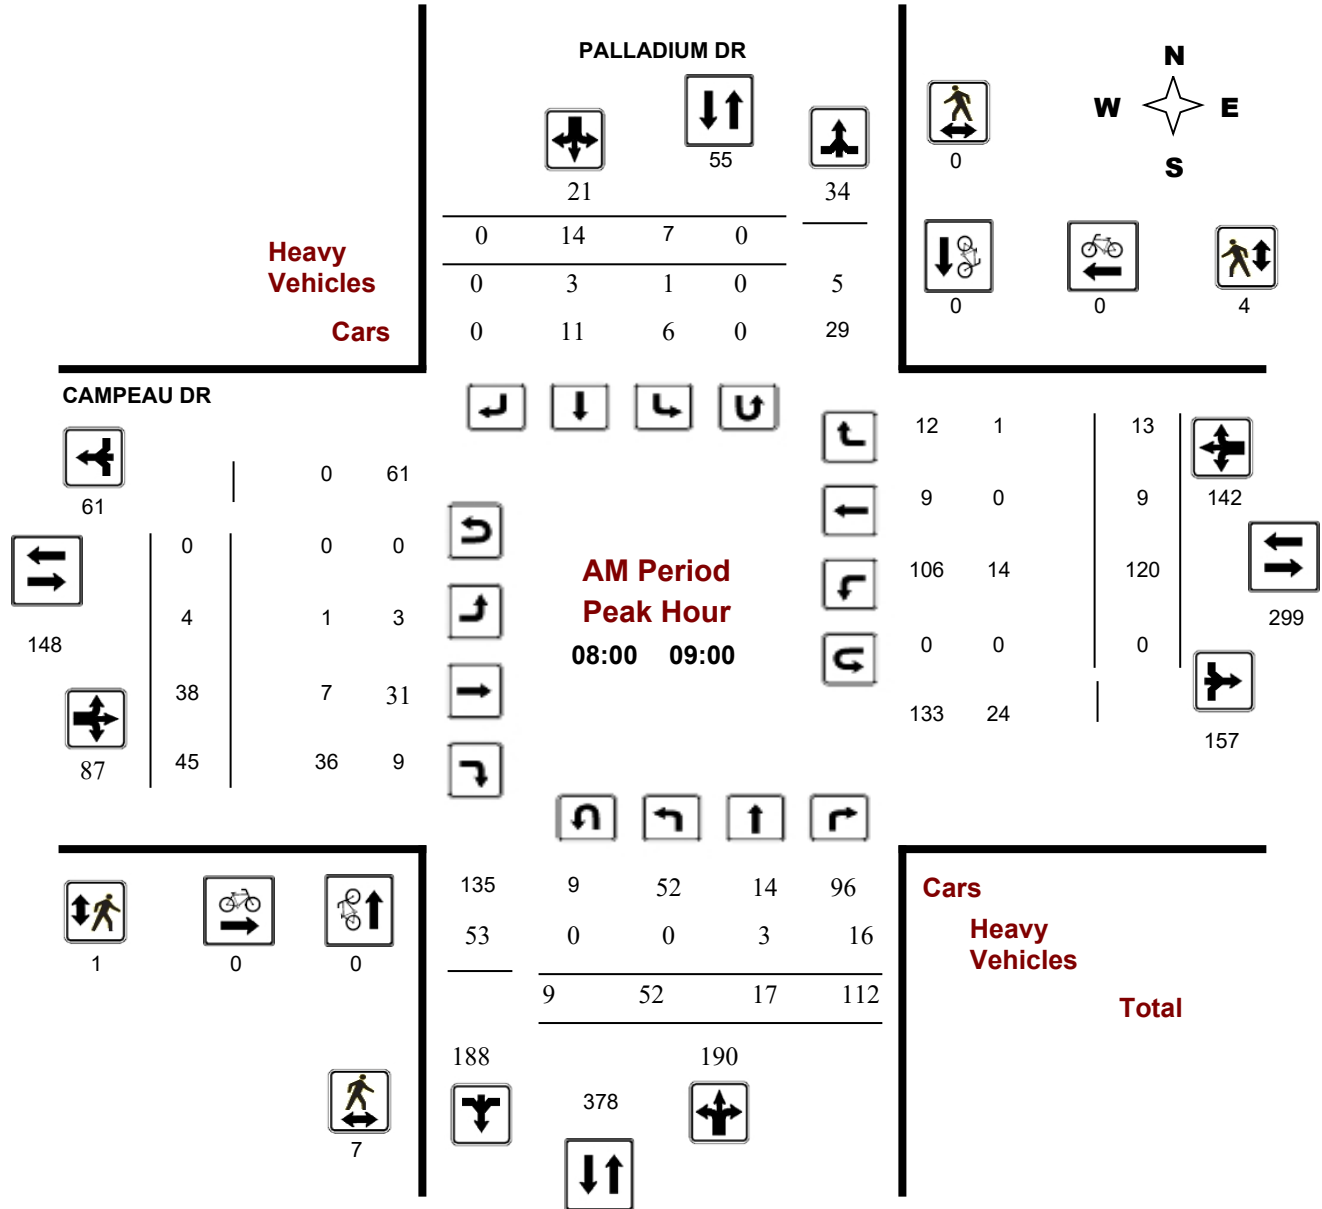 PALLADIUM DR
N
W E
S
55
0
21 34
0 14 7 0
Heavy
Vehicles
0 3 1 0 5
Cars
0 11 6 0 29
0 0 4
CAMPEAU DR
12 1 13
61
0 61
9 0 9 142
0 0 0
AM Period
Peak Hour
08:00 09:00
106 14 120
299
4 1 3
148
0 0 0
38 7 31
133 24
157
87 45 36 9
135 9 52 14 96
Cars
53 0 0 3 16
Heavy
Vehicles
1 0 0
9 52 17 112
Total
188 190
378
7